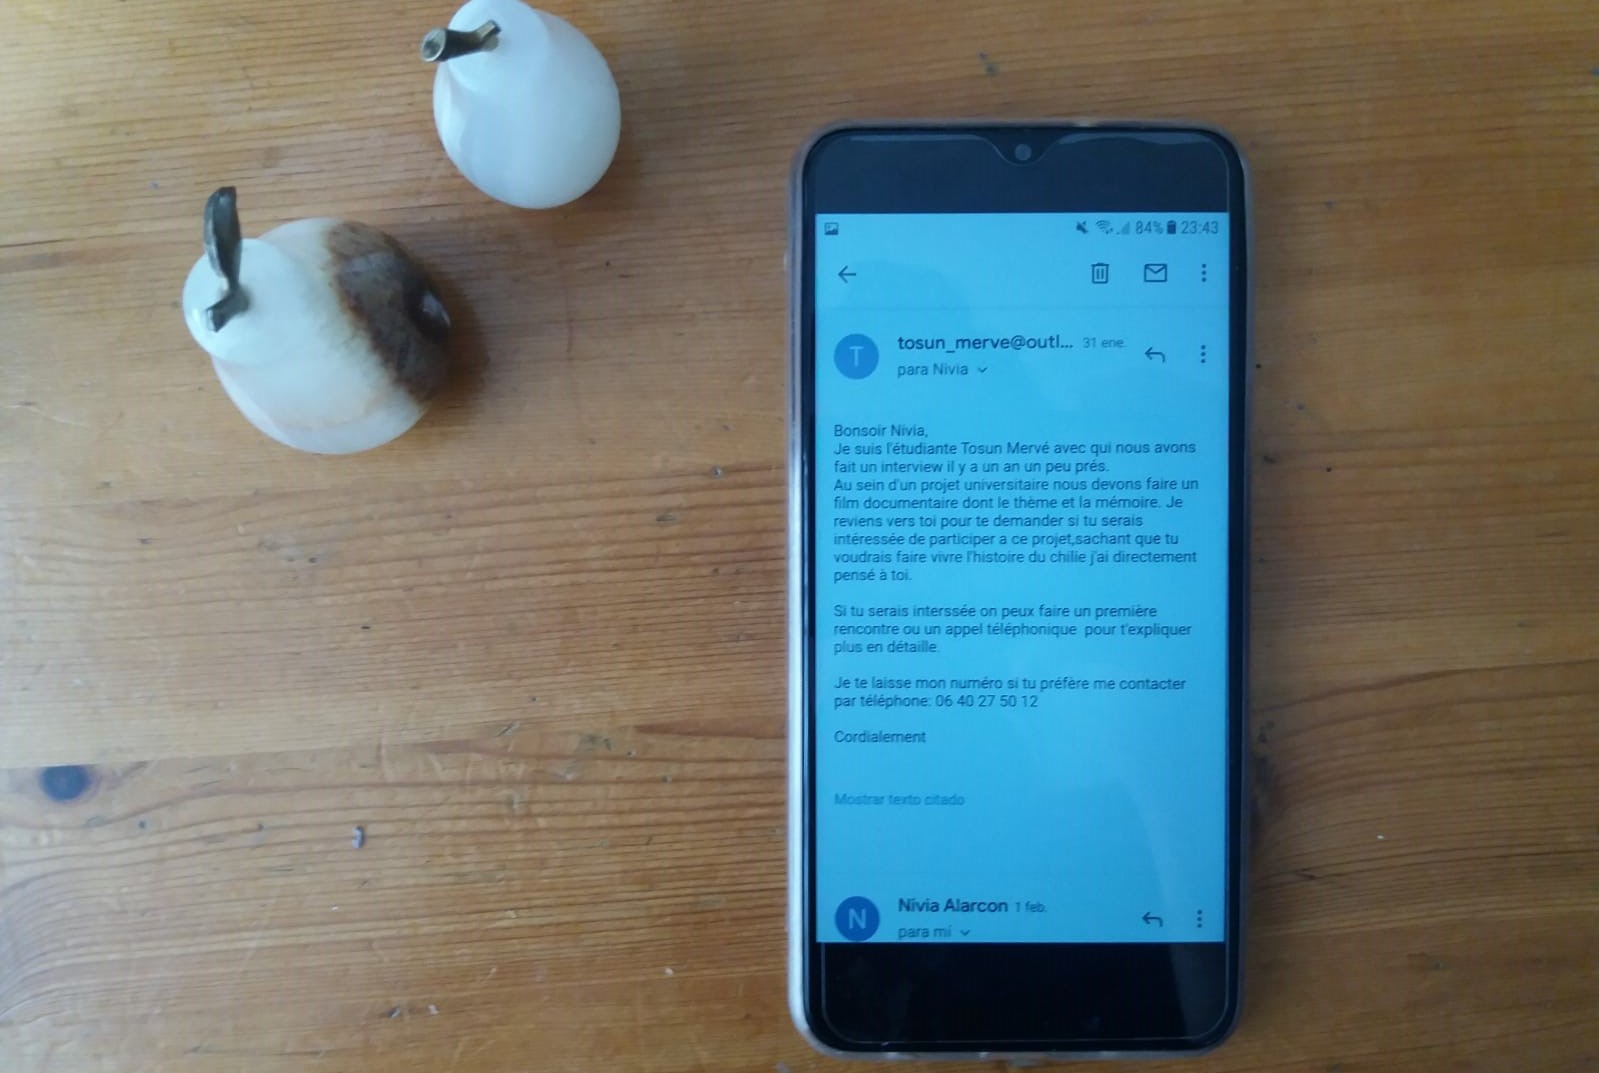 84% 23:43
tosun_merve@outl... 31 ene.
T
para Nivia
Bonsoir Nivia,
Je suis l'étudiante Tosun Mervé avec qui nous avons
fait un interview il y a un an un peu prés.
Au sein d'un projet universitaire nous devons faire un
film documentaire dont le thème et la mémoire. Je
reviens vers toi pour te demander si tu serais
intéressée de participer a ce projet,sachant que tu
voudrais faire vivre l'histoire du chilie j'ai directement
pensé à toi.
Si tu serais interssée on peux faire un première
rencontre ou un appel téléphonique pour t'expliquer
plus en détaille.
Je te laisse mon numéro si tu préfère me contacter
par téléphone: 06 40 27 50 12
Cordialement
Mostrar texto citado
Nivia Alarcon 1 feb.
N
para mí